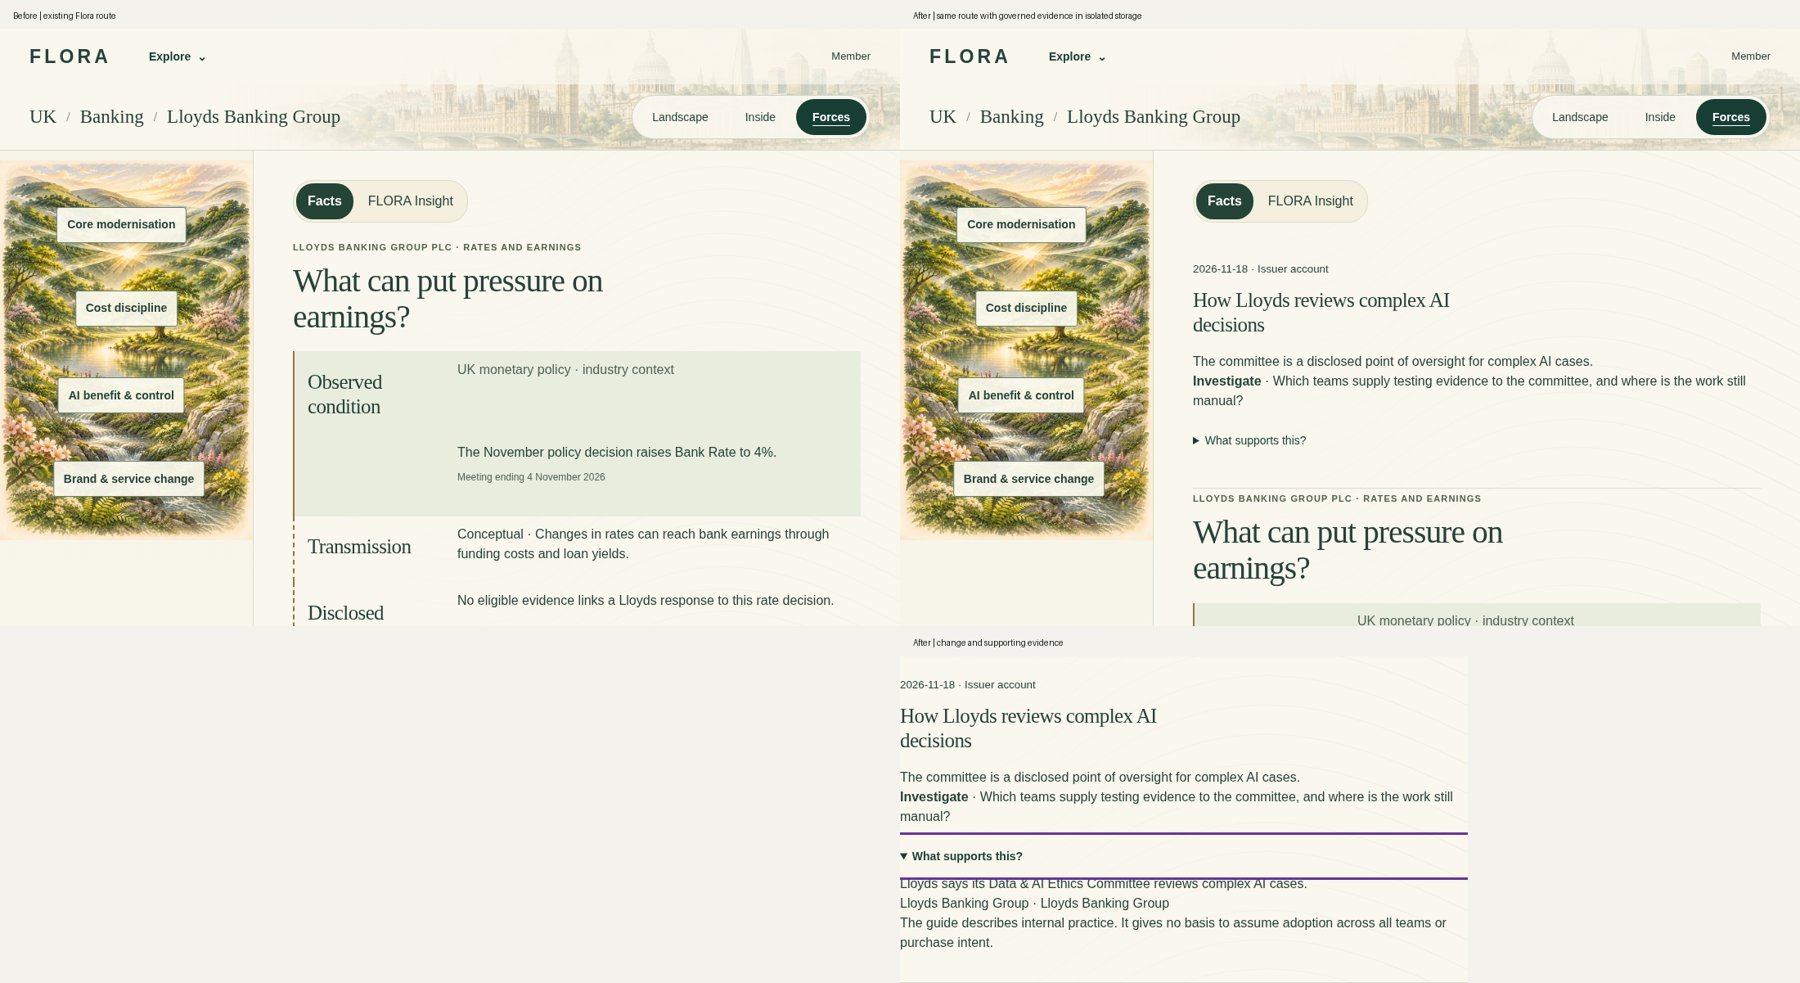 Before | existing Flora route
FLORA
Explore
Member
UK / Banking / Lloyds Banking Group
Landscape
Inside
Forces
Core modernisation
Cost discipline
AI benefit & control
Brand & service change
Facts
FLORA Insight
LLOYDS BANKING GROUP PLC · RATES AND EARNINGS
What can put pressure on
earnings?
Observed
condition
UK monetary policy · industry context
The November policy decision raises Bank Rate to 4%.
Meeting ending 4 November 2026
Transmission
Conceptual · Changes in rates can reach bank earnings through
funding costs and loan yields.
Disclosed
No eligible evidence links a Lloyds response to this rate decision.
After | same route with governed evidence in isolated storage
FLORA
Explore
Member
UK / Banking / Lloyds Banking Group
Landscape
Inside
Forces
Core modernisation
Cost discipline
AI benefit & control
Brand & service change
Facts
FLORA Insight
2026-11-18 · Issuer account
How Lloyds reviews complex AI
decisions
The committee is a disclosed point of oversight for complex AI cases.
Investigate · Which teams supply testing evidence to the committee, and where is the work still
manual?
What supports this?
LLOYDS BANKING GROUP PLC · RATES AND EARNINGS
What can put pressure on
earnings?
UK monetary policy · industry context
After | change and supporting evidence
2026-11-18 · Issuer account
How Lloyds reviews complex AI
decisions
The committee is a disclosed point of oversight for complex AI cases.
Investigate · Which teams supply testing evidence to the committee, and where is the work still
manual?
What supports this?
Lloyds says its Data & AI Ethics Committee reviews complex AI cases.
Lloyds Banking Group · Lloyds Banking Group
The guide describes internal practice. It gives no basis to assume adoption across all teams or
purchase intent.